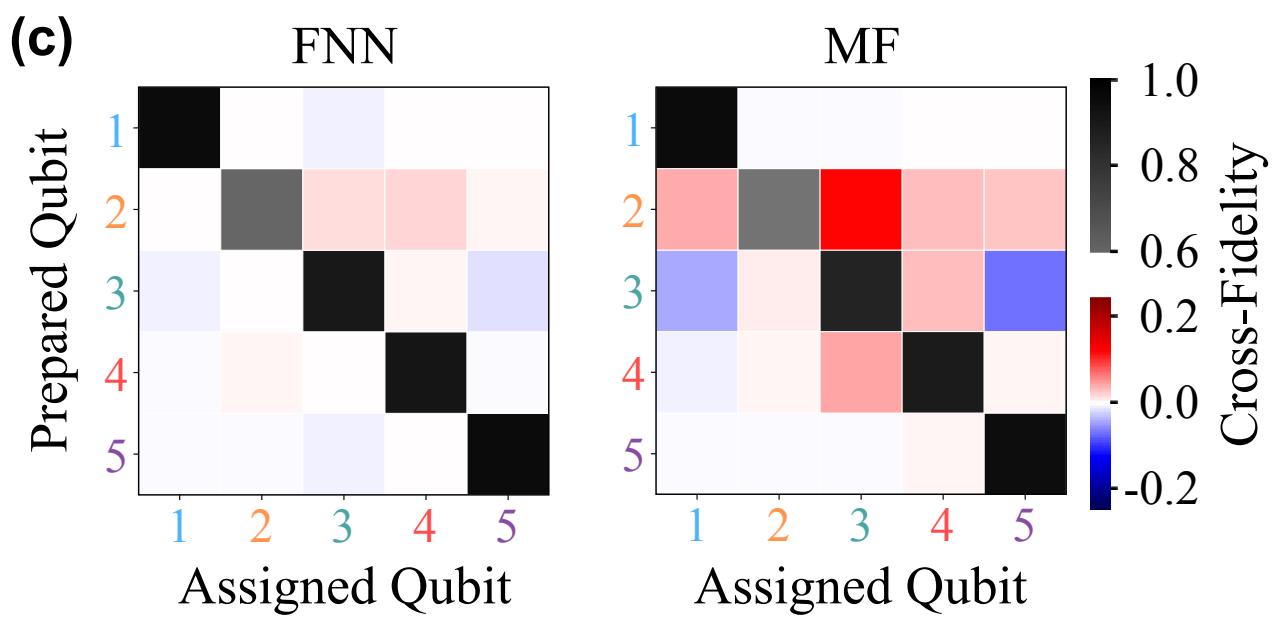 (c)
FNN
MF
Prepared Qubit
1
2
3
4
5
1 2 3 4 5
Assigned Qubit
1
2
3
4
5
1 2 3 4 5
Assigned Qubit
1.0
0.8
0.6
0.2
0.0
-0.2
Cross-Fidelity